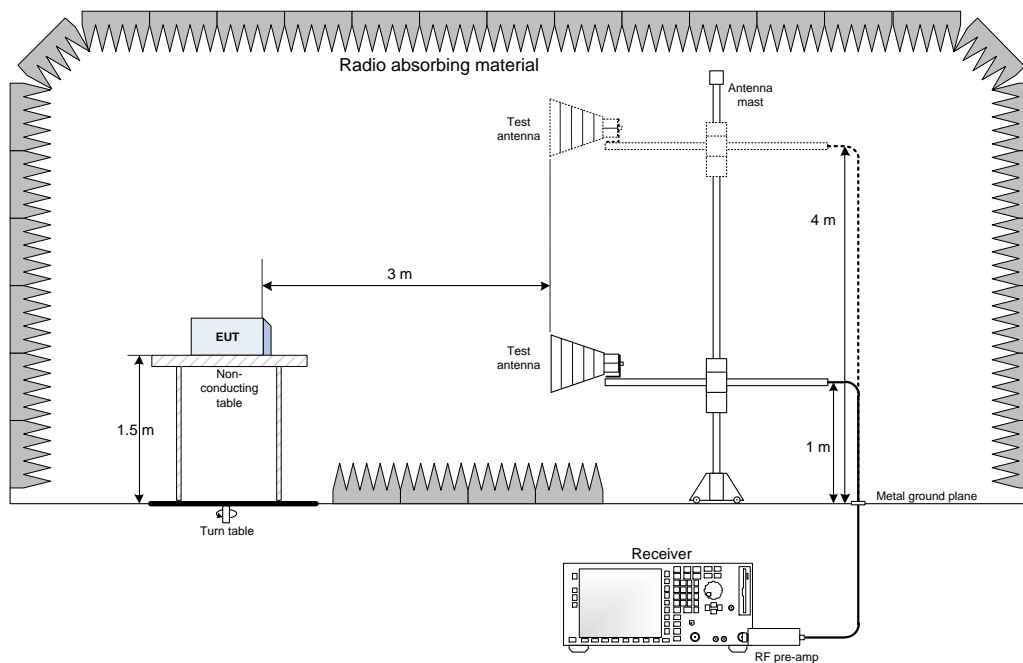 Radio absorbing material
Antenna
mast
Test
antenna
4 m
3 m
EUT
Test
antenna
Non-
conducting
table
1.5 m
1 m
Metal ground plane
Turn table
Receiver
RF pre-amp